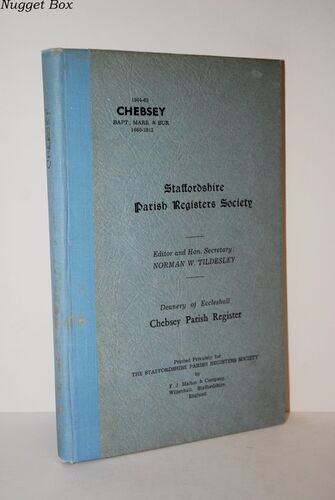 Nugget Box
CHEBSEY
1964-65
CHEBSEY
BAPT., MARR. & BUR.
1660-1812
Staffordshire
Parish Registers Society
Editor and Hon. Secretary:
NORMAN W. TILDESLEY
Deanery of Eccleshall
Chebsey Parish Register
Printed Privately for
THE STAFFORDSHIRE PARISH REGISTERS SOCIETY
by
Willenhall, Staffordshire,
England.